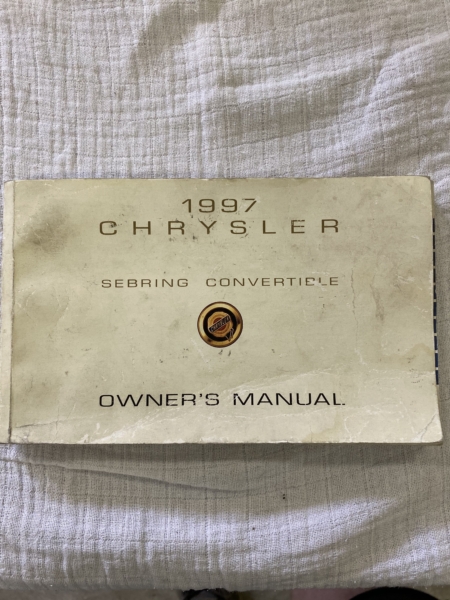 1997
CHRYSLER
SEBRING CONVERTIBLE
OWNER'S MANUAL